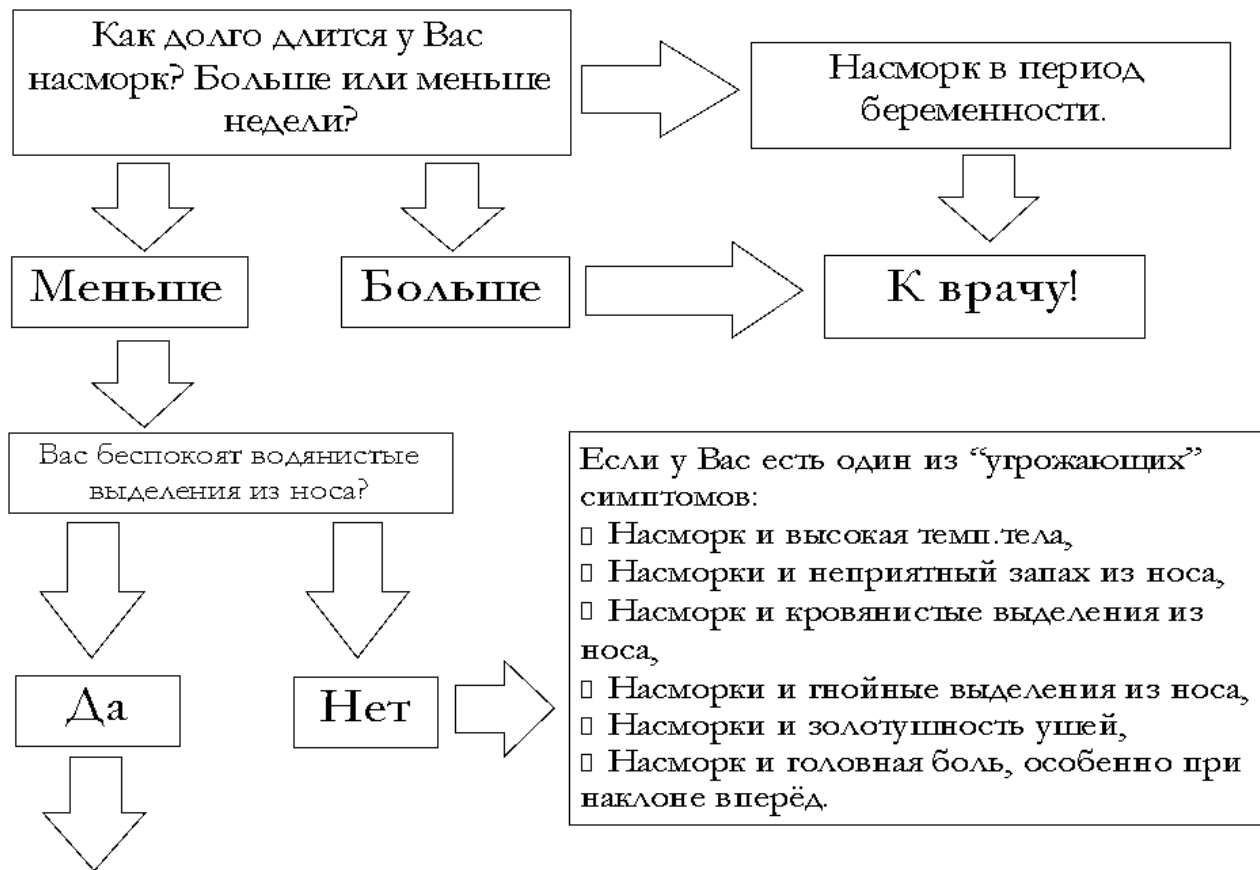 Как долго длится у Вас
насморк? Больше или меньше
недели?
Насморк в период
беременности.
Меньше
Больше
К врачу!
Вас беспокоят водянистые
выделения из носа?
Да
Нет
Если у Вас есть один из “угрожающих”
симптомов:
▯ Насморк и высокая темп.тела,
▯ Насморки и неприятный запах из носа,
▯ Насморк и кровянистые выделения из
носа,
▯ Насморки и гнойные выделения из носа,
▯ Насморки и золотушность ушей,
▯ Насморк и головная боль, особенно при
наклоне вперёд.